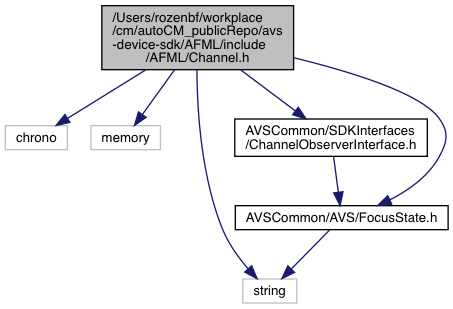 /Users/rozenbf/workplace
/cm/autoCM_publicRepo/avs
-device-sdk/AFML/include
/AFML/Channel.h
chrono
memory
AVSCommon/SDKInterfaces
/ChannelObserverInterface.h
AVSCommon/AVS/FocusState.h
string